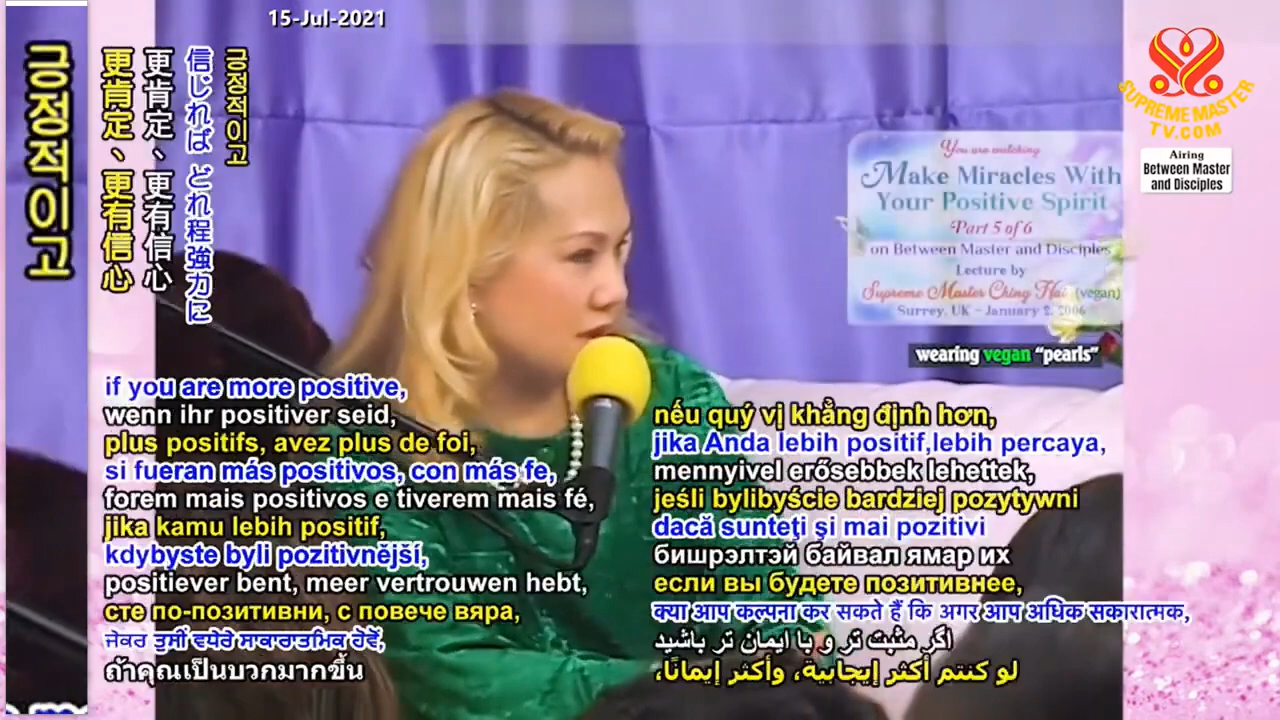 15-Jul-2021
긍정적이고
更肯定、更有信心
更肯定、更有信心
信じれば どれ程強力に
긍정적이고
SUPREME MASTER
TV.COM
Airing
Between Master
and Disciples
You are watching
Make Miracles With
Your Positive Spirit
Part 5 of 6
on Between Master and Disciples
Lecture by
Supreme Master Ching Hai (vegan)
Surrey, UK - January 2, 2006
wearing vegan “pearls”
if you are more positive,
wenn ihr positiver seid,
plus positifs, avez plus de foi,
si fueran más positivos, con más fe,
forem mais positivos e tiverem mais fé,
jika kamu lebih positif,
kdybyste byli pozitivnější,
positiever bent, meer vertrouwen hebt,
сте по-позитивни, с повече вяра,
ਜੇਕਰ ਤੁਸੀਂ ਵਧੇਰੇ ਸਾਕਾਰਾਤਮਿਕ ਹੋਵੋਂ,
ถ้าคุณเป็นบวกมากขึ้น
nếu quý vị khẳng định hơn,
jika Anda lebih positif,lebih percaya,
mennyivel erősebbek lehettek,
jeśli bylibyście bardziej pozytywni
dacă sunteţi şi mai pozitivi
бишрэлтэй байвал ямар их
если вы будете позитивнее,
क्या आप कल्पना कर सकते हैं कि अगर आप अधिक सकारात्मक,
اگر مثبت تر و با ایمان تر باشید
لو كنتم أكثر إيجابية، وأكثر إيمانًا،